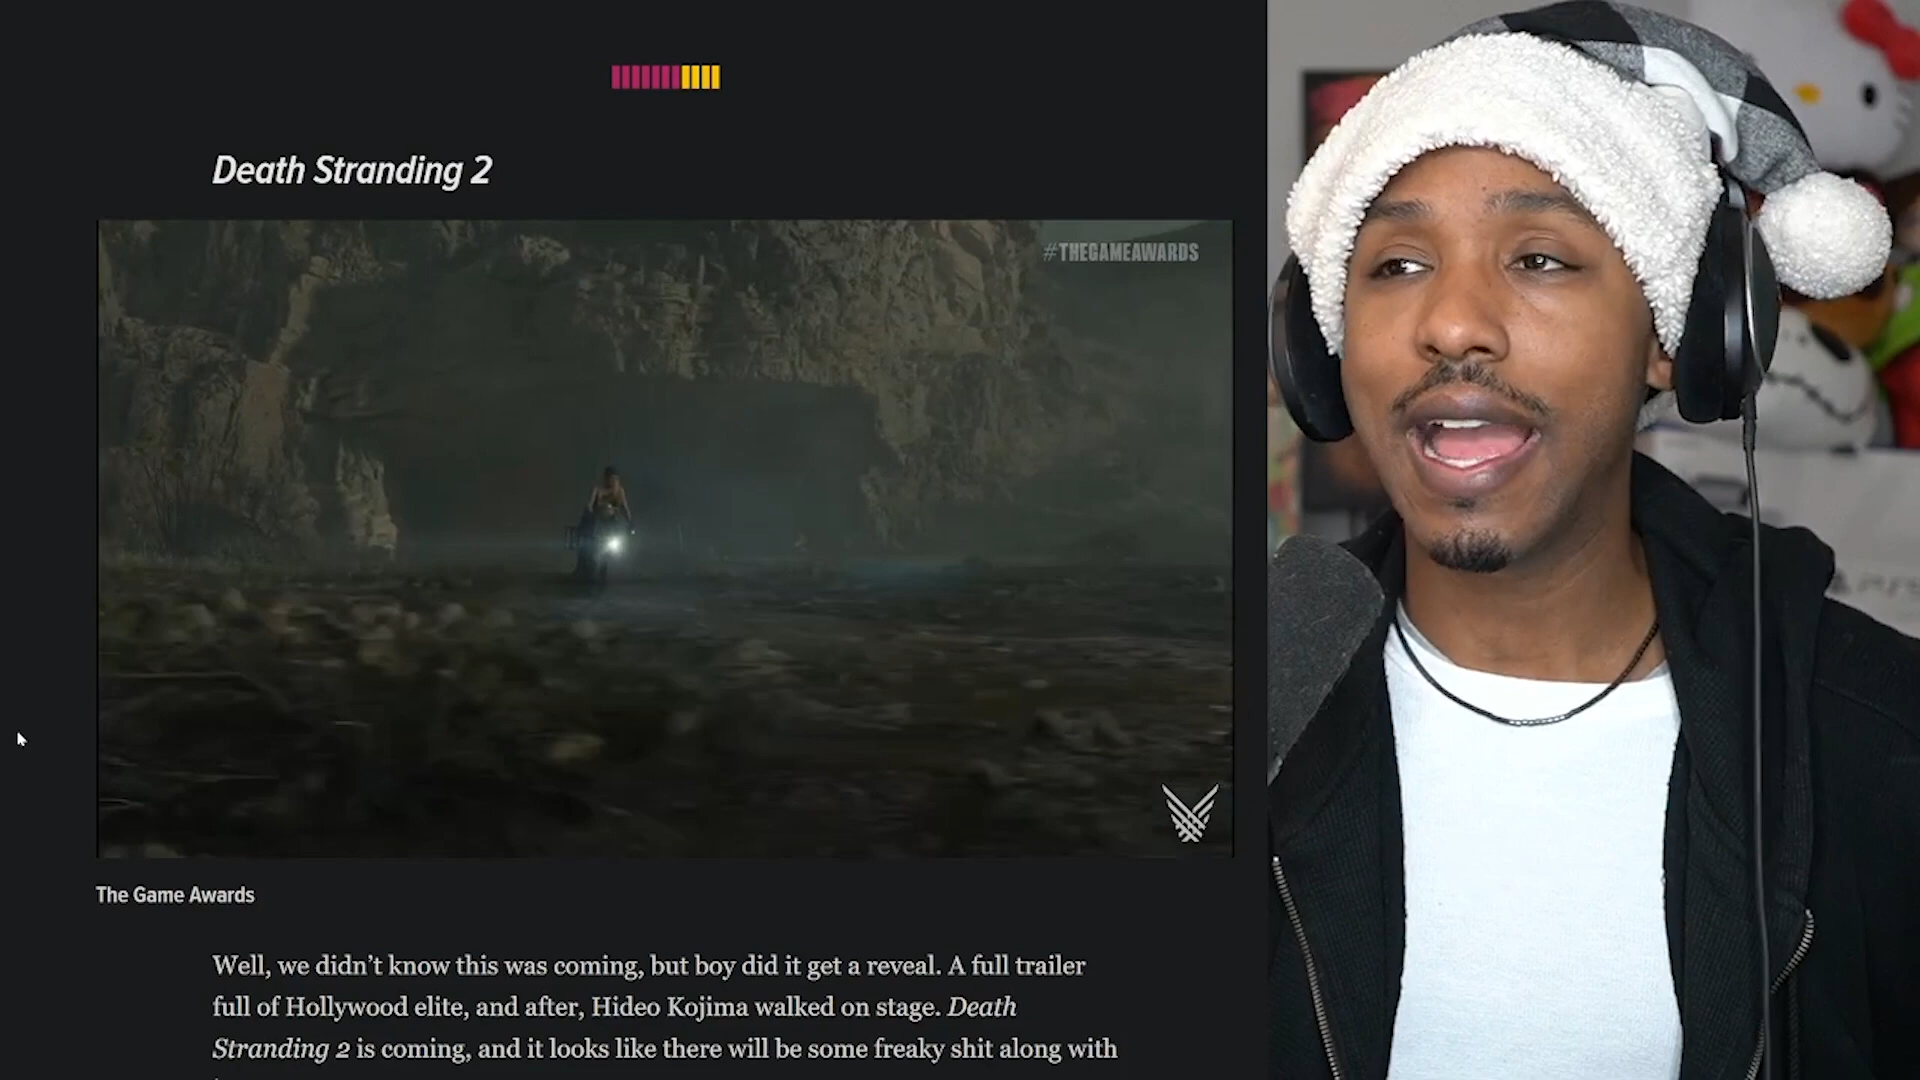 Death Stranding 2
#THEGAMEAWARDS
The Game Awards
Well, we didn't know this was coming, but boy did it get a reveal. A full trailer
full of Hollywood elite, and after, Hideo Kojima walked on stage. Death
Stranding 2 is coming, and it looks like there will be some freaky shit along with